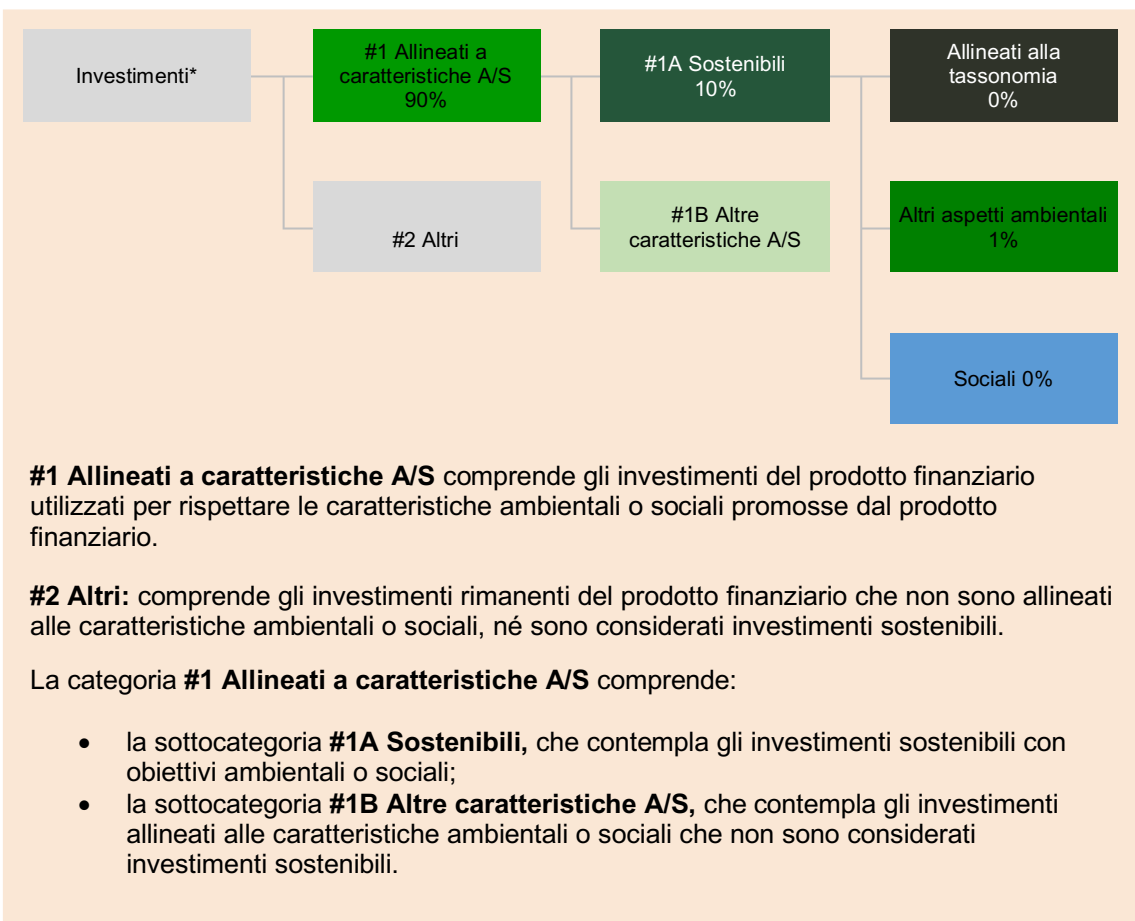 Investimenti*
#1 Allineati a
caratteristiche A/S
90%
#1A Sostenibili
10%
Allineati alla
tassonomia
0%
#2 Altri
#1B Altre
caratteristiche A/S
Altri aspetti ambientali
1%
Sociali 0%
#1 Allineati a caratteristiche A/S comprende gli investimenti del prodotto finanziario
utilizzati per rispettare le caratteristiche ambientali o sociali promosse dal prodotto
finanziario.
#2 Altri: comprende gli investimenti rimanenti del prodotto finanziario che non sono allineati
alle caratteristiche ambientali o sociali, né sono considerati investimenti sostenibili.
La categoria #1 Allineati a caratteristiche A/S comprende:
• la sottocategoria #1A Sostenibili, che contempla gli investimenti sostenibili con
obiettivi ambientali o sociali;
• la sottocategoria #1B Altre caratteristiche A/S, che contempla gli investimenti
allineati alle caratteristiche ambientali o sociali che non sono considerati
investimenti sostenibili.